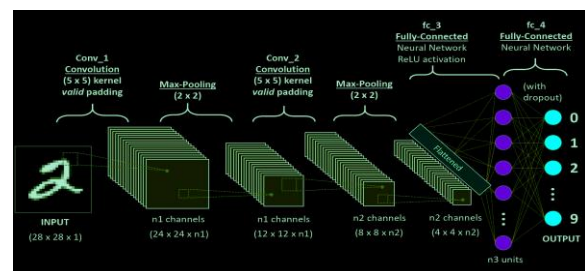 Conv_1
Convolution
(5 x 5) kernel
valid padding
Max-Pooling
(2 x 2)
Conv_2
Convolution
(5 x 5) kernel
valid padding
Max-Pooling
(2 x 2)
fc_3
Fully-Connected
Neural Network
ReLU activation
fc_4
Fully-Connected
Neural Network
(with
dropout)
Flattened
0
1
2
9
INPUT
(28 x 28 x 1)
n1 channels
(24 x 24 x n1)
n1 channels
(12 x 12 x n1)
n2 channels
(8 x 8 x n2)
n2 channels
(4 x 4 x n2)
n3 units
OUTPUT